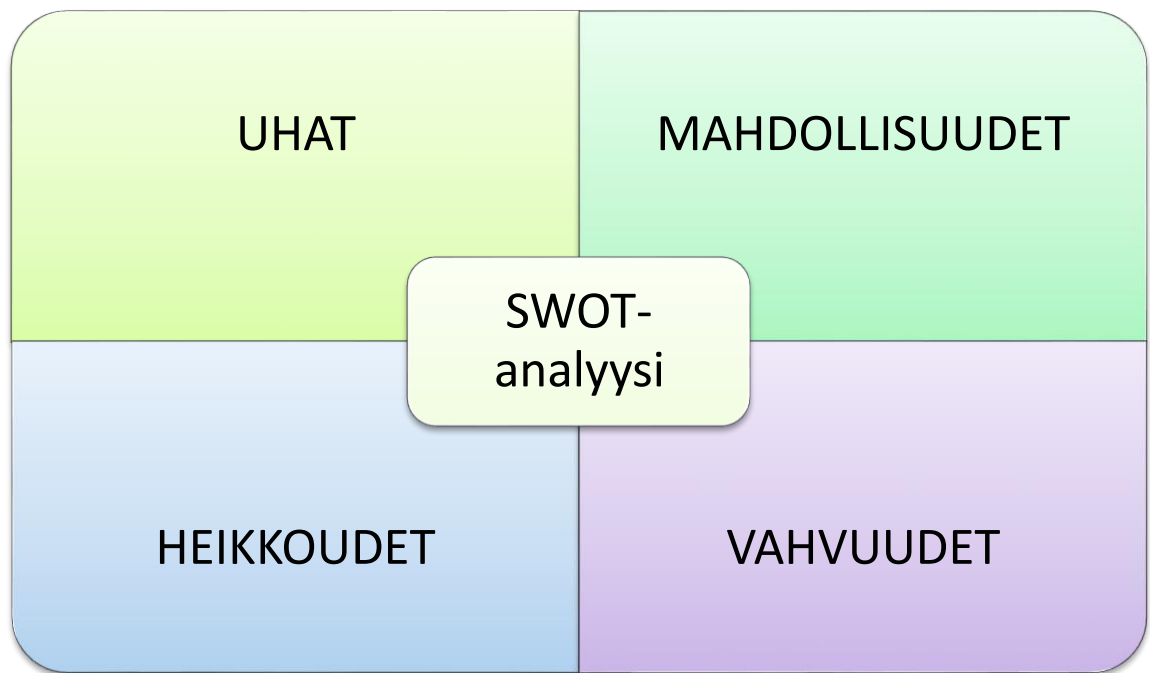 UHAT
MAHDOLLISUUDET
SWOT-
analyysi
HEIKKOUDET
VAHVUUDET